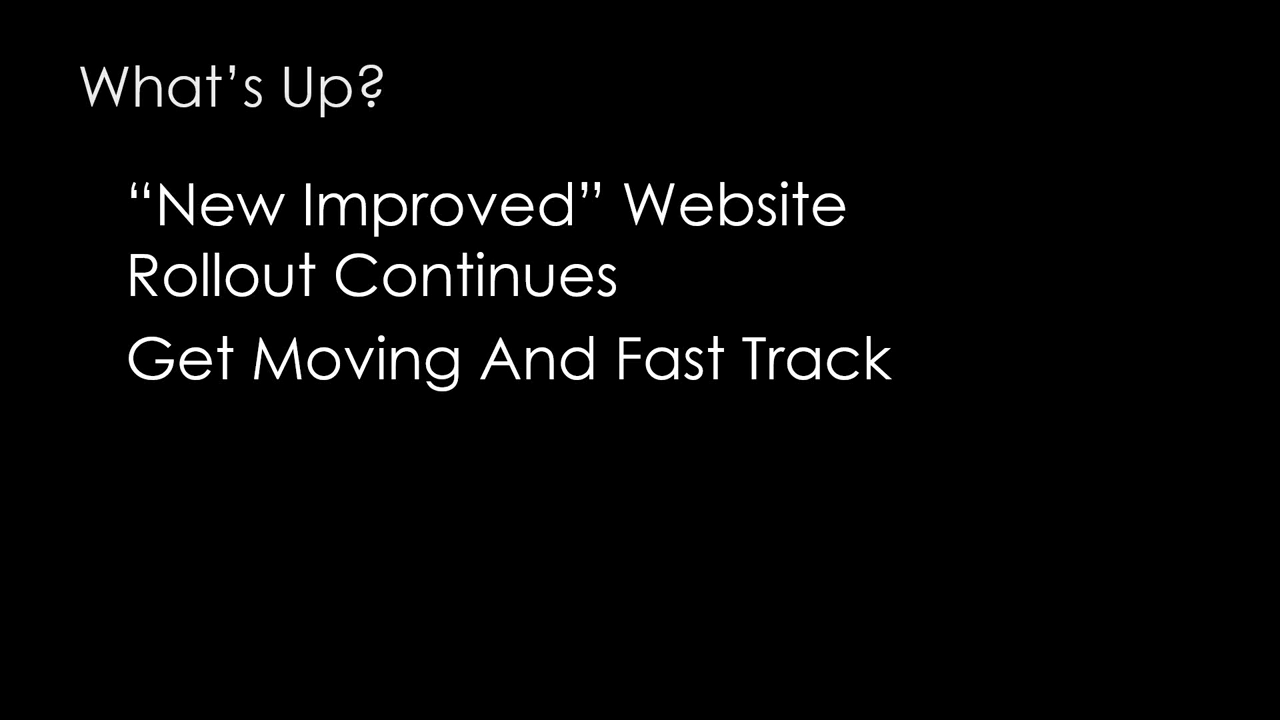 What’s Up?
“New Improved” Website
Rollout Continues
Get Moving And Fast Track